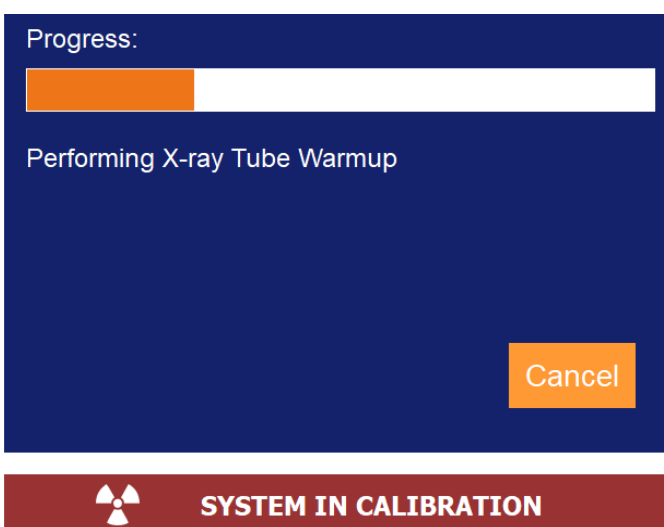 Progress:
Performing X-ray Tube Warmup
Cancel
SYSTEM IN CALIBRATION